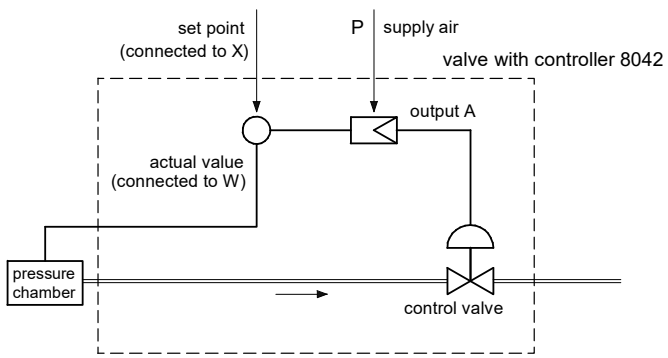 set point
(connected to X)
P
supply air
valve with controller 8042
output A
actual value
(connected to W)
pressure
chamber
control valve